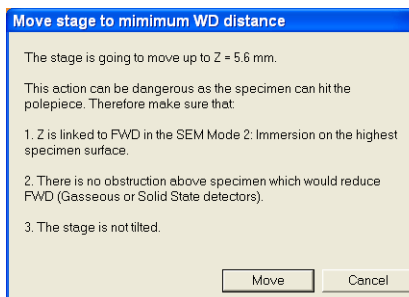 Move stage to mimimum WD distance
The stage is going to move up to Z = 5.6 mm.
This action can be dangerous as the specimen can hit the
polepiece. Therefore make sure that:
1. Z is linked to FWD in the SEM Mode 2: Immersion on the highest
specimen surface.
2. There is no obstruction above specimen which would reduce
FWD (Gasseous or Solid State detectors).
3. The stage is not tilted.
Move Cancel